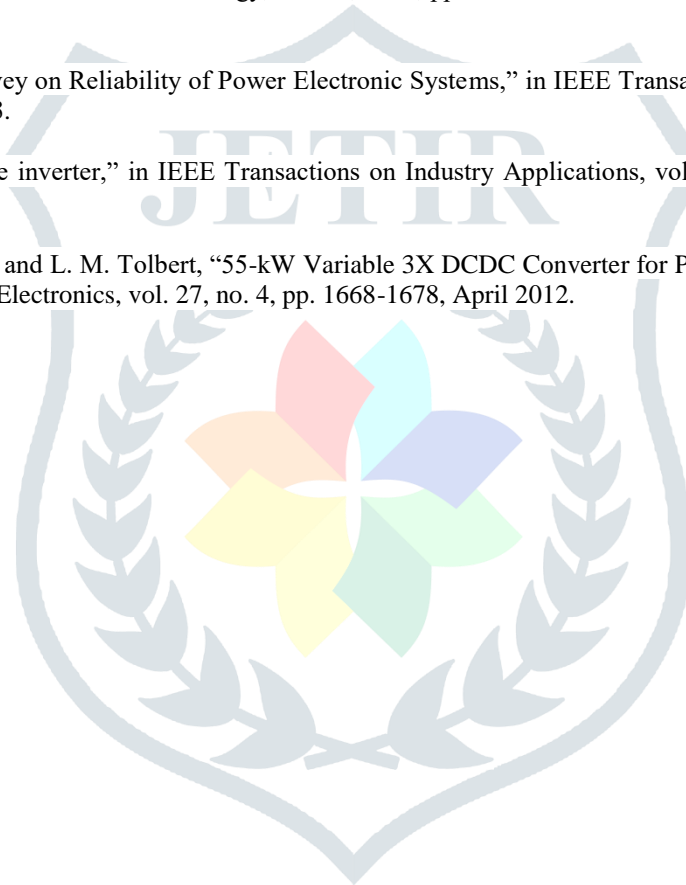 vey on Reliability of Power Electronic Systems,” in IEEE Transa
3.
JETIR
e inverter,” in IEEE Transactions on Industry Applications, vol
and L. M. Tolbert, “55-kW Variable 3X DCDC Converter for P
Electronics, vol. 27, no. 4, pp. 1668-1678, April 2012.